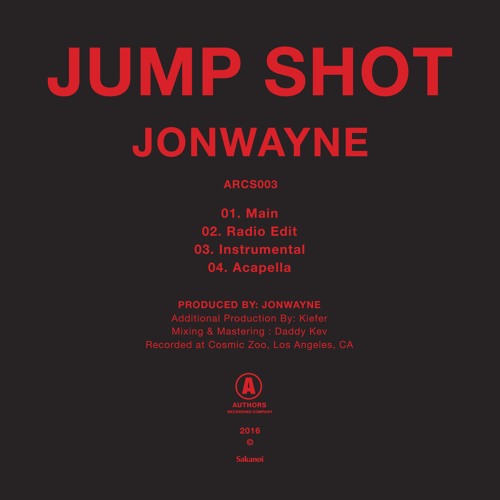 JUMP SHOT
JONWAYNE
ARCS003
01. Main
02. Radio Edit
03. Instrumental
04. Acapella
PRODUCED BY: JONWAYNE
Additional Production By: Kiefer
Mixing & Mastering : Daddy Kev
Recorded at Cosmic Zoo, Los Angeles, CA
A
AUTHORS
RECORDING COMPANY
2016
©
Sakanoi